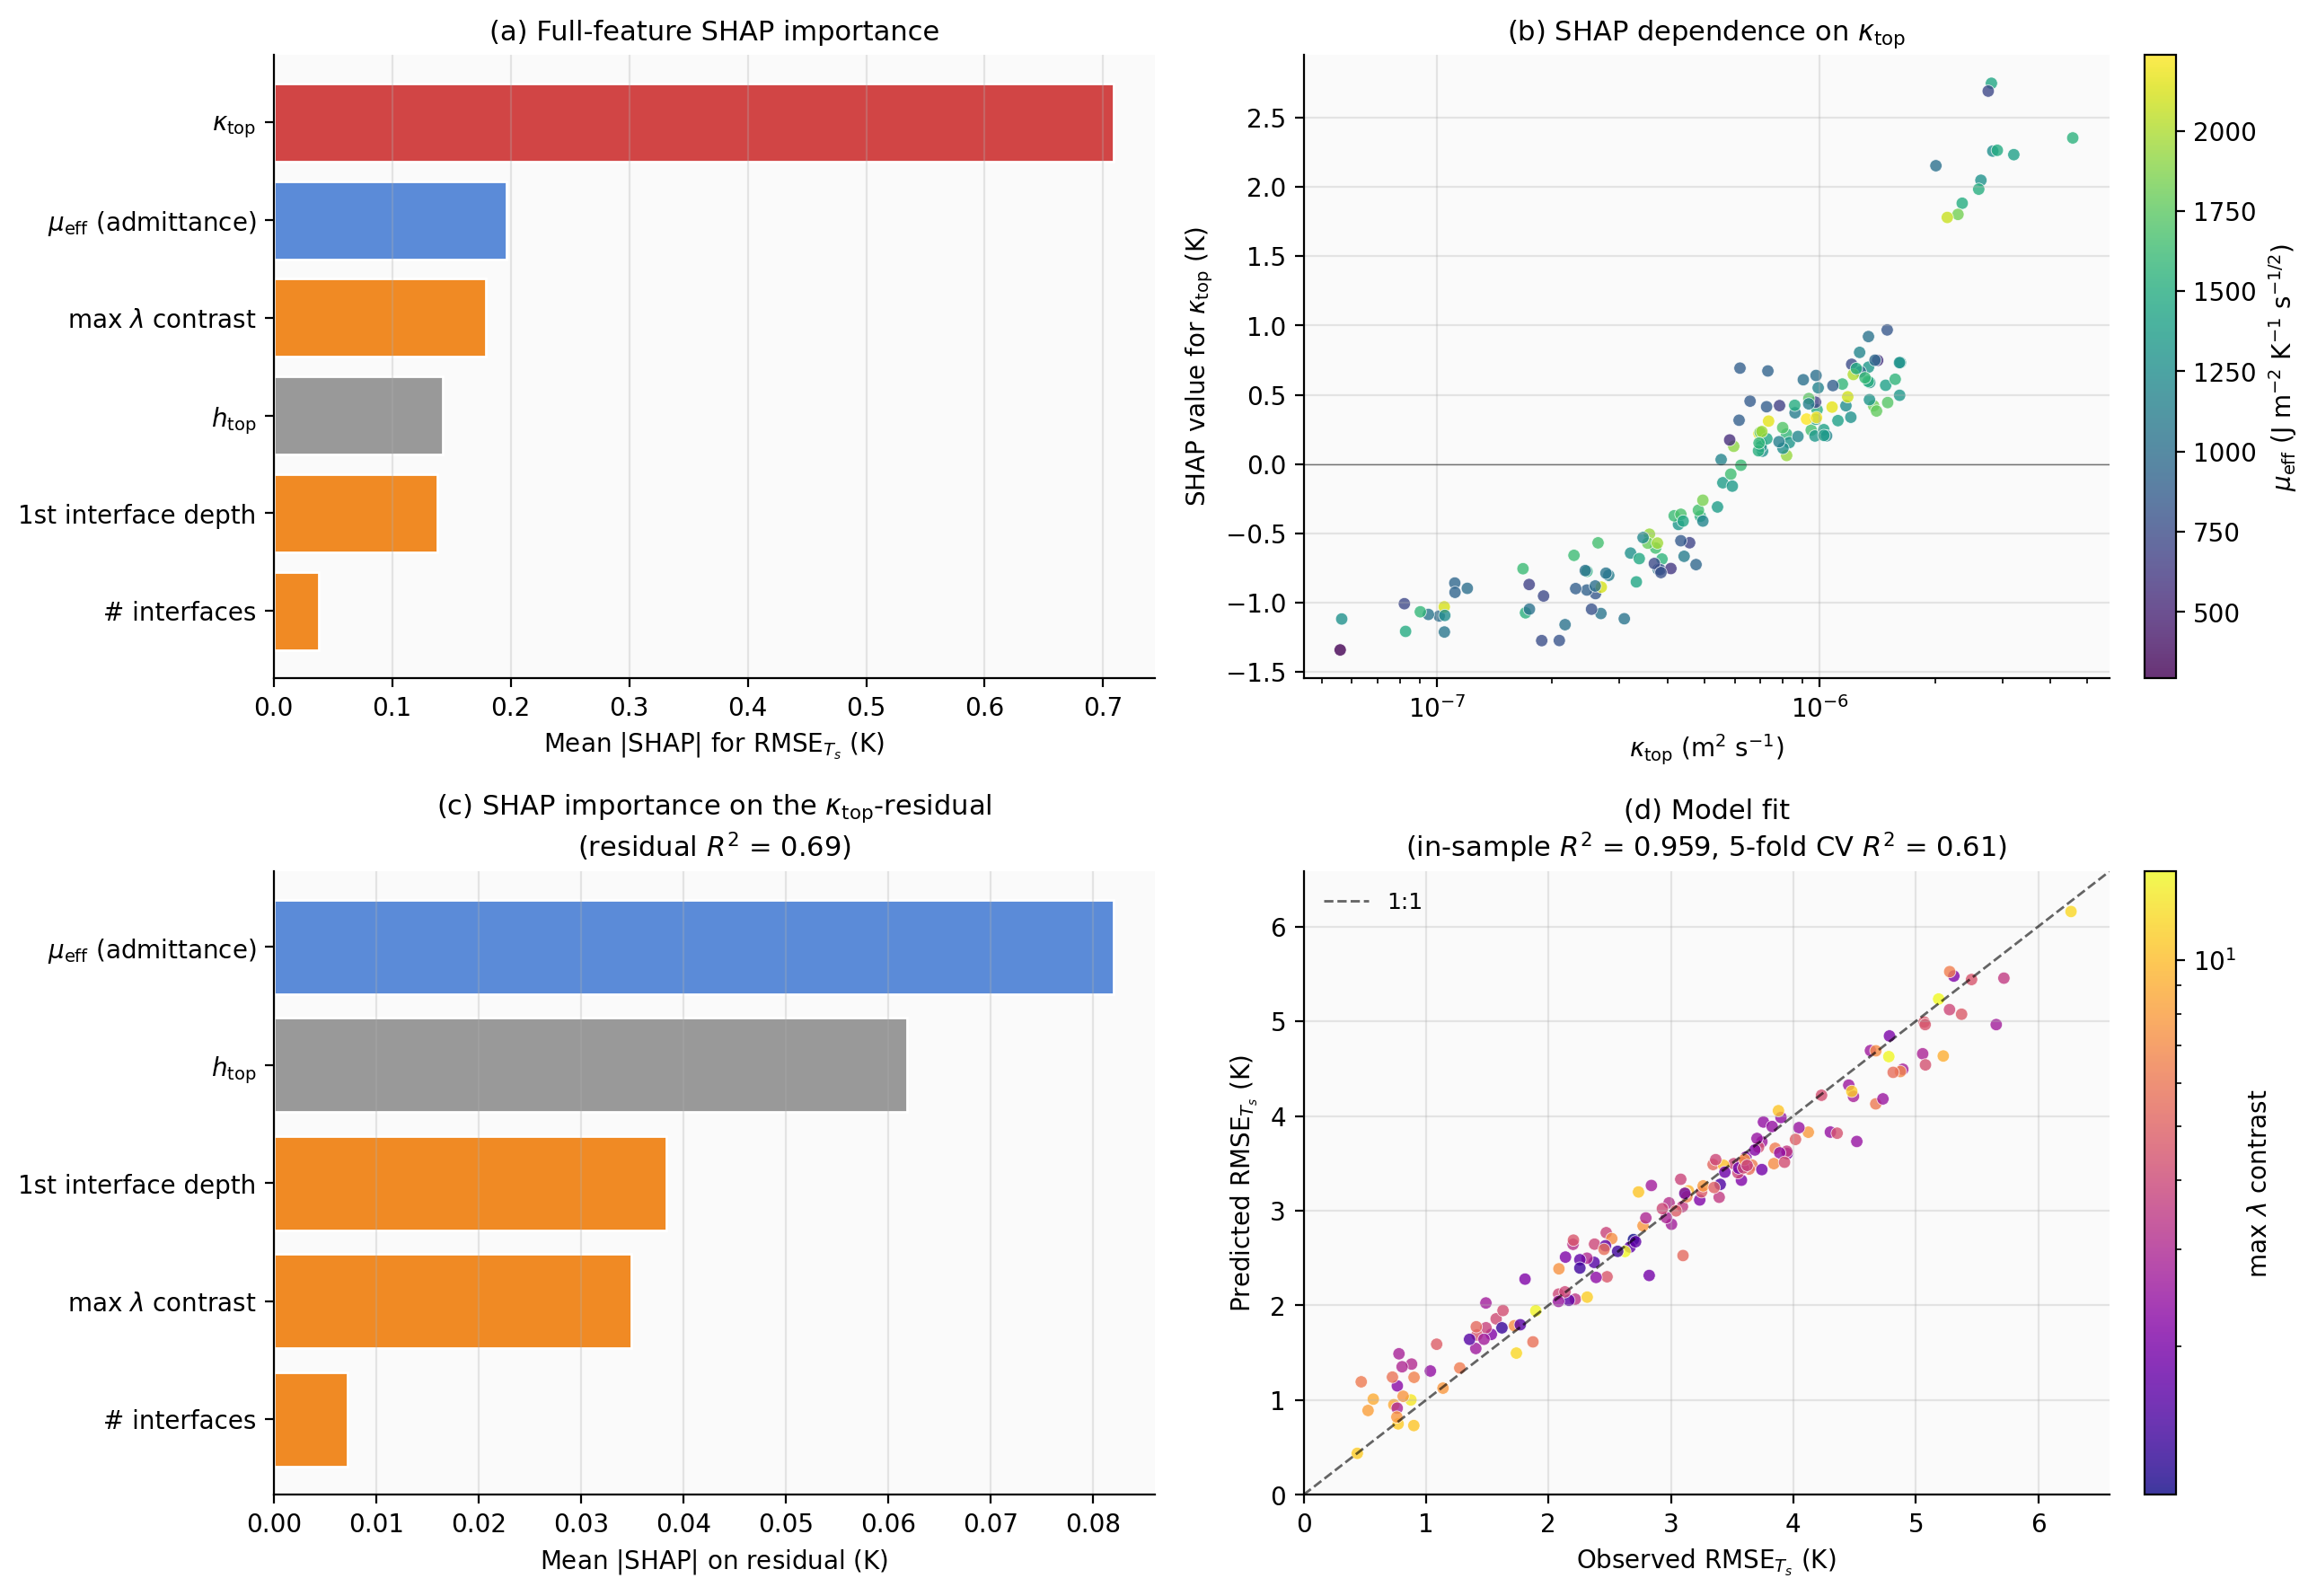 (a) Full-feature SHAP importance
κtop
μeff (admittance)
max λ contrast
htop
1st interface depth
# interfaces
0.0 0.1 0.2 0.3 0.4 0.5 0.6 0.7
Mean |SHAP| for RMSETs (K)
(b) SHAP dependence on κtop
SHAP value for κtop (K)
2.5
2.0
1.5
1.0
0.5
0.0
−0.5
−1.0
−1.5
10⁻⁷ 10⁻⁶
κtop (m² s⁻¹)
2000
1750
1500
1250
1000
750
500
μeff (J m⁻² K⁻¹ s⁻¹ᐟ²)
(c) SHAP importance on the κtop-residual
(residual R² = 0.69)
μeff (admittance)
htop
1st interface depth
max λ contrast
# interfaces
0.00 0.01 0.02 0.03 0.04 0.05 0.06 0.07 0.08
Mean |SHAP| on residual (K)
(d) Model fit
(in-sample R² = 0.959, 5-fold CV R² = 0.61)
1:1
Predicted RMSETs (K)
6
5
4
3
2
1
0
0 1 2 3 4 5 6
Observed RMSETs (K)
10¹
max λ contrast